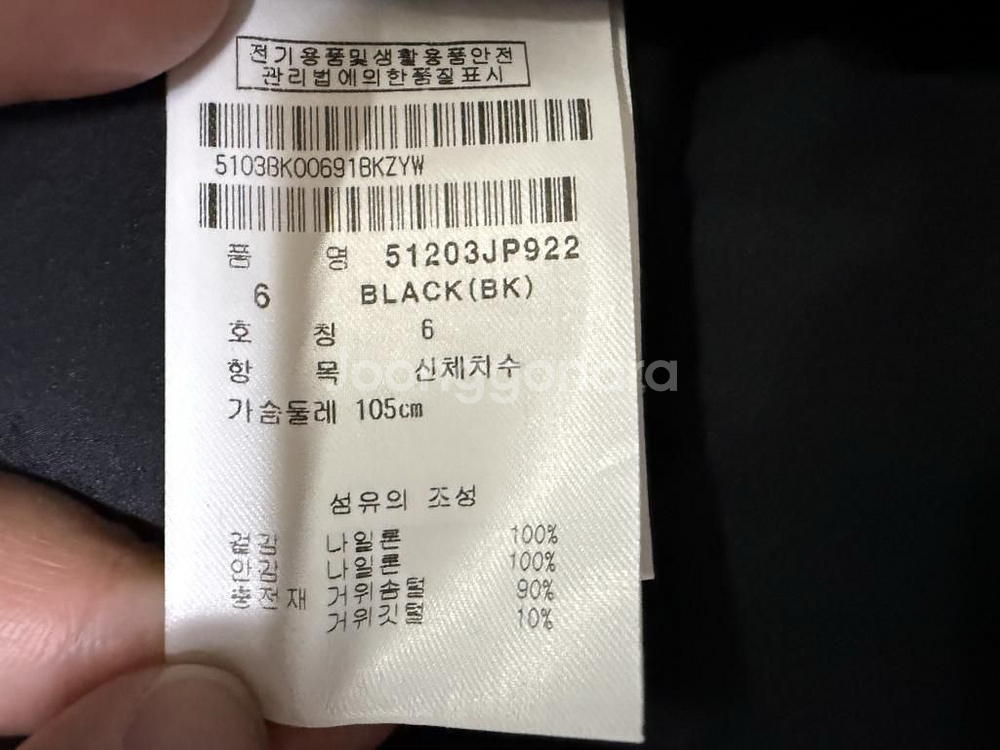 전기용품및생활용품안전
관리법에의한품질표시
5103BK00691BKZYW
품 명 51203JP922
6 BLACK(BK)
호 칭 6
항 목 신체치수
joonggonara
가슴둘레 105cm
섬유의 조성
겉감 나일론 100%
안감 나일론 100%
충전재 거위솜털 90%
거위깃털 10%